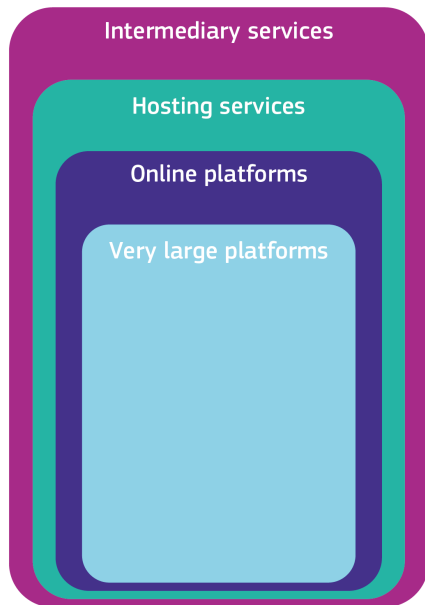 Intermediary services
Hosting services
Online platforms
Very large platforms